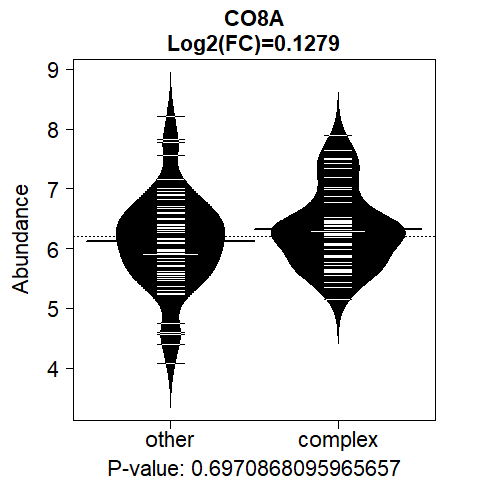 CO8A
Log2(FC)=0.1279
Abundance
9
8
7
6
5
4
other complex
P-value: 0.6970868095965657